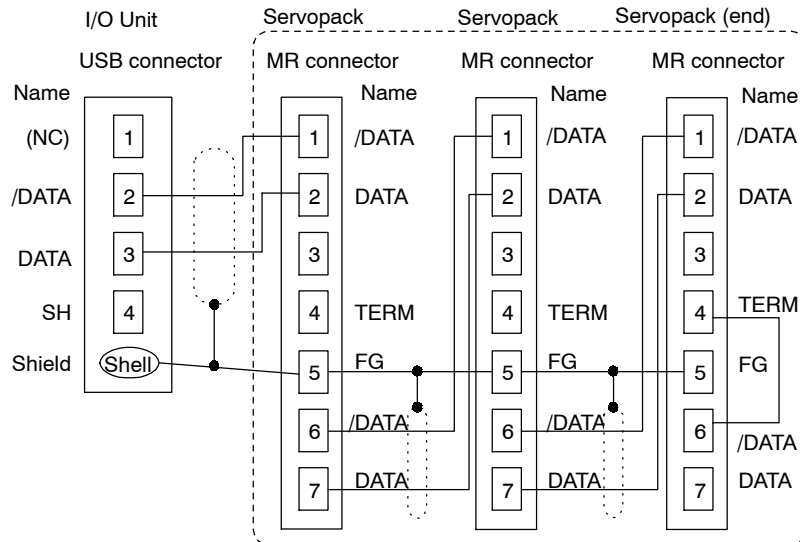 I/O Unit
Servopack
Servopack
Servopack (end)
USB connector
MR connector
MR connector
MR connector
Name
Name
Name
Name
(NC)
1
1
/DATA
1
/DATA
1
/DATA
/DATA
2
2
DATA
2
DATA
2
DATA
DATA
3
3
3
3
SH
4
4
TERM
4
TERM
4
TERM
Shield
Shell
5
FG
5
FG
5
FG
6
/DATA
6
/DATA
6
/DATA
7
DATA
7
DATA
7
DATA